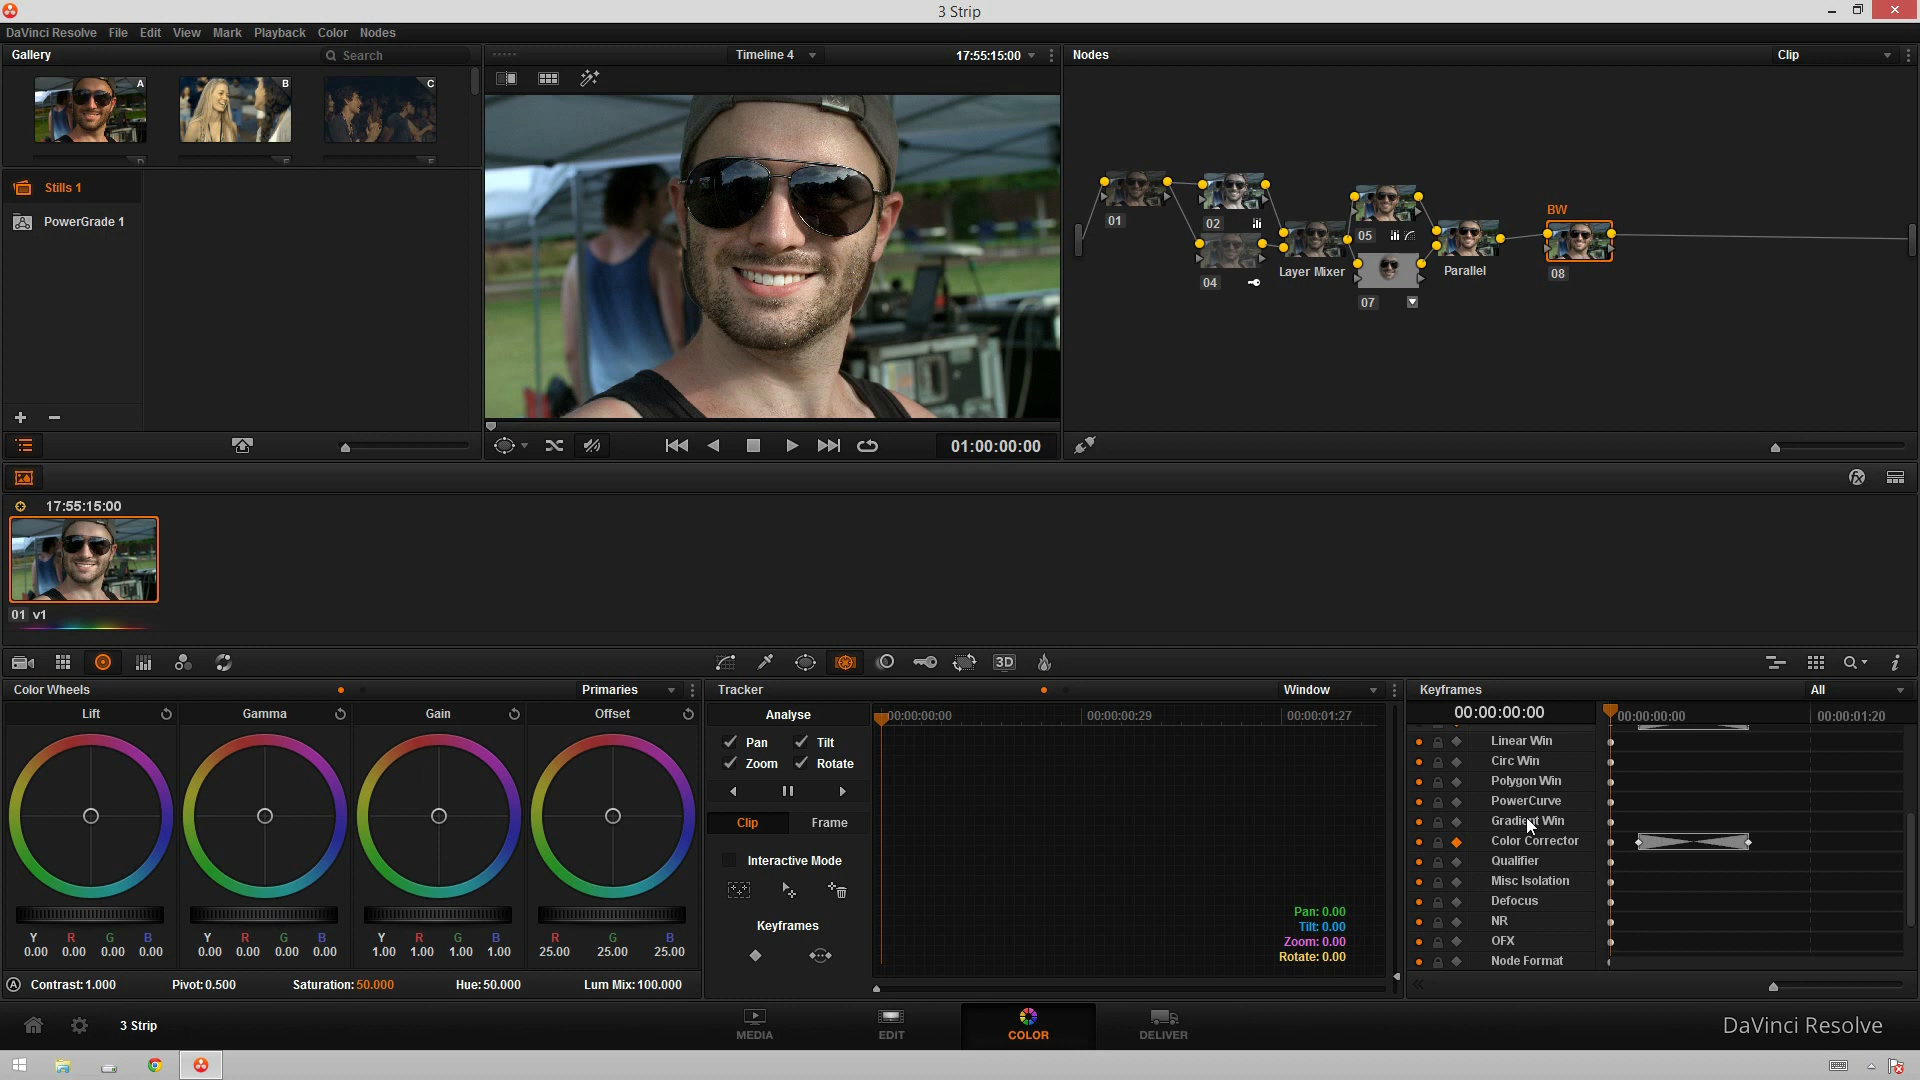 3 Strip
DaVinci Resolve File Edit View Mark Playback Color Nodes
Gallery
Search
Timeline 4
17:55:15:00
Nodes
Clip
A
B
C
D
E
F
Stills 1
PowerGrade 1
01
02
04
Layer Mixer
05
07
Parallel
BW
08
01:00:00:00
17:55:15:00
01 v1
3D
Color Wheels
Primaries
Tracker
Window
Keyframes
All
Lift
Gamma
Gain
Offset
Y R G B
0.00 0.00 0.00 0.00
Y R G B
0.00 0.00 0.00 0.00
Y R G B
1.00 1.00 1.00 1.00
R G B
25.00 25.00 25.00
A
Contrast:1.000
Pivot:0.500
Saturation:50.000
Hue:50.000
Lum Mix:100.000
Analyse
Pan
Tilt
Zoom
Rotate
Clip
Frame
Interactive Mode
Keyframes
00:00:00:00
00:00:00:29
00:00:01:27
Pan: 0.00
Tilt: 0.00
Zoom: 0.00
Rotate: 0.00
00:00:00:00
00:00:00:00
00:00:01:20
Linear Win
Circ Win
Polygon Win
PowerCurve
Gradient Win
Color Corrector
Qualifier
Misc Isolation
Defocus
NR
OFX
Node Format
3 Strip
MEDIA
EDIT
COLOR
DELIVER
DaVinci Resolve